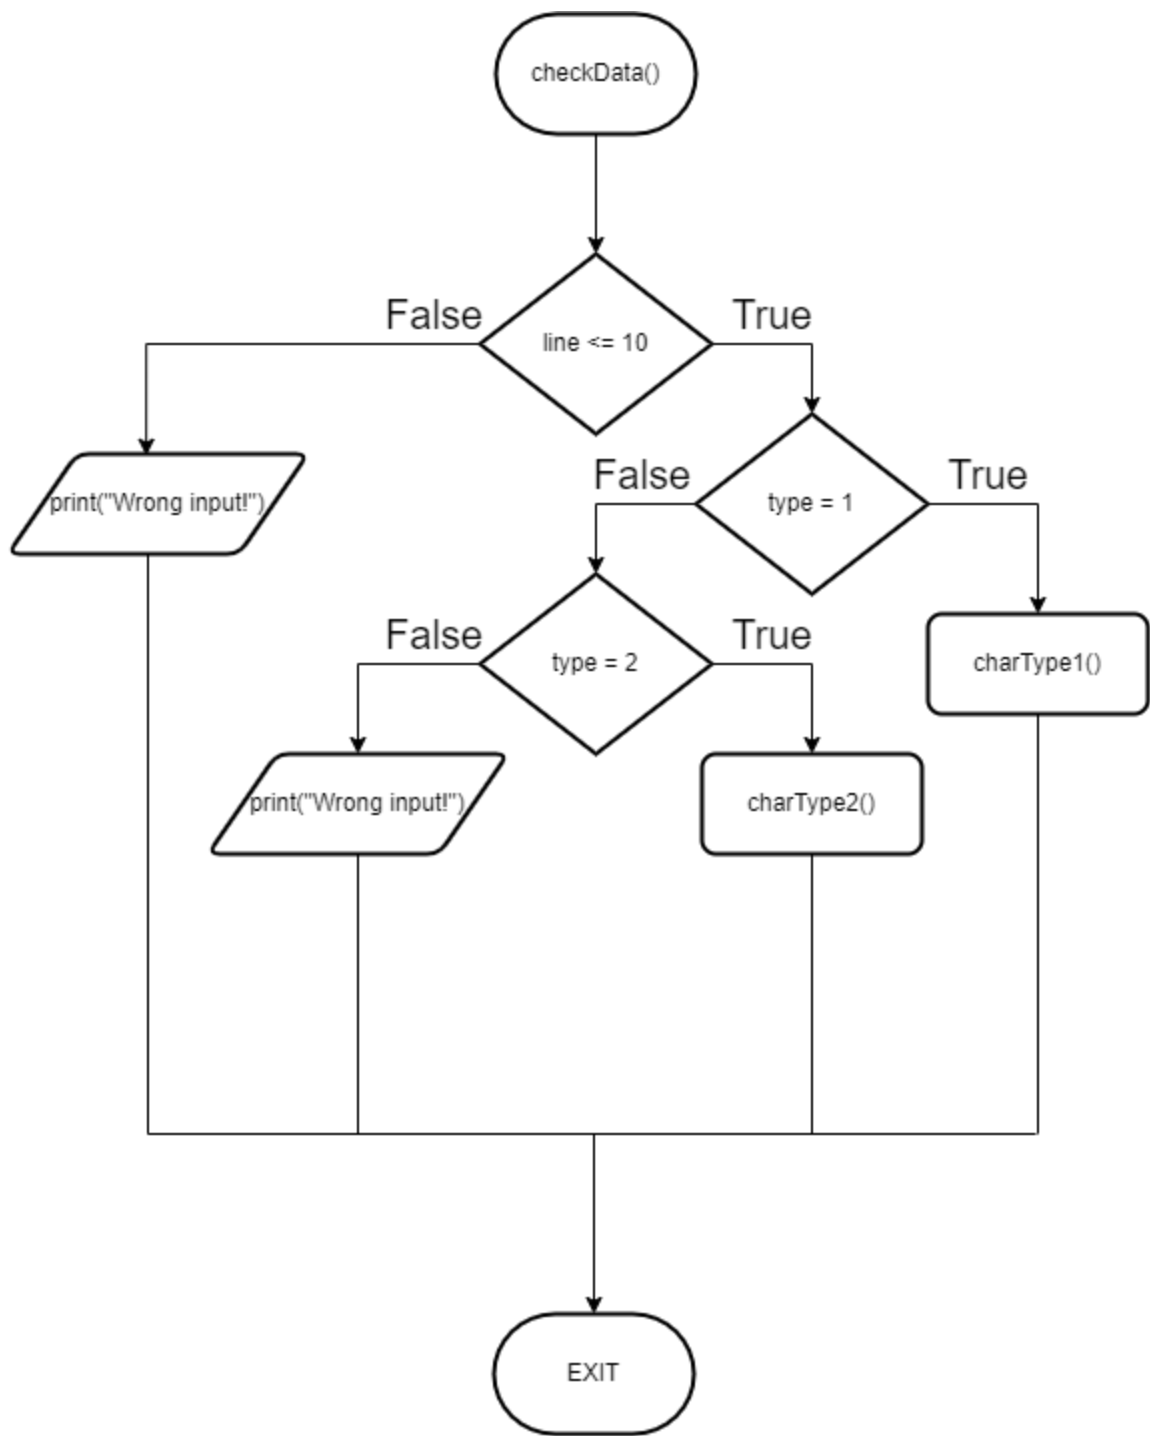 checkData()
False
True
line <= 10
False
True
print("Wrong input!")
type = 1
False
True
type = 2
charType1()
print("Wrong input!")
charType2()
EXIT